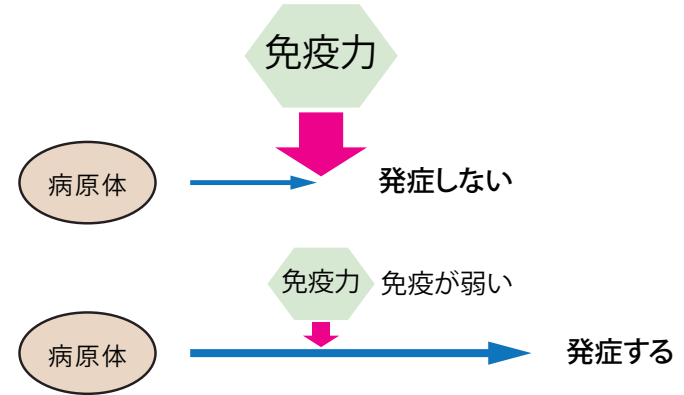 免疫力
病原体
発症しない
免疫力 免疫が弱い
病原体
発症する